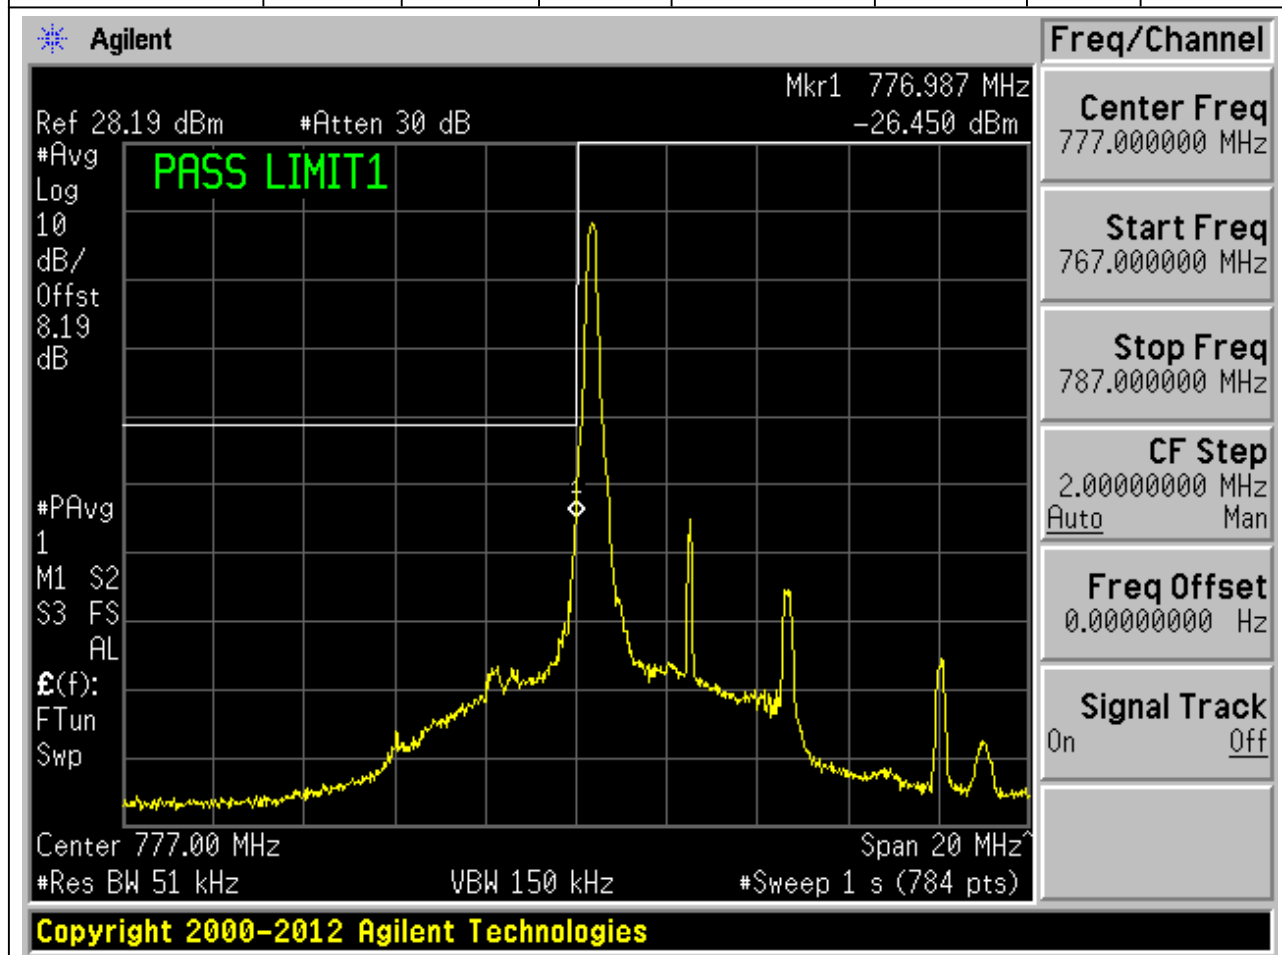 Agilent
Freq/Channel
Mkr1 776.987 MHz
Ref 28.19 dBm #Atten 30 dB -26.450 dBm
#Avg
Log
10
dB/
Offst
8.19
dB
PASS LIMIT1
1
#PAvg
1
M1 S2
S3 FS
AL
£(f):
FTun
Swp
Center 777.00 MHz Span 20 MHz^
#Res BW 51 kHz VBW 150 kHz #Sweep 1 s (784 pts)
Copyright 2000-2012 Agilent Technologies
Center Freq
777.000000 MHz
Start Freq
767.000000 MHz
Stop Freq
787.000000 MHz
CF Step
2.00000000 MHz
Auto Man
Freq Offset
0.00000000 Hz
Signal Track
On Off